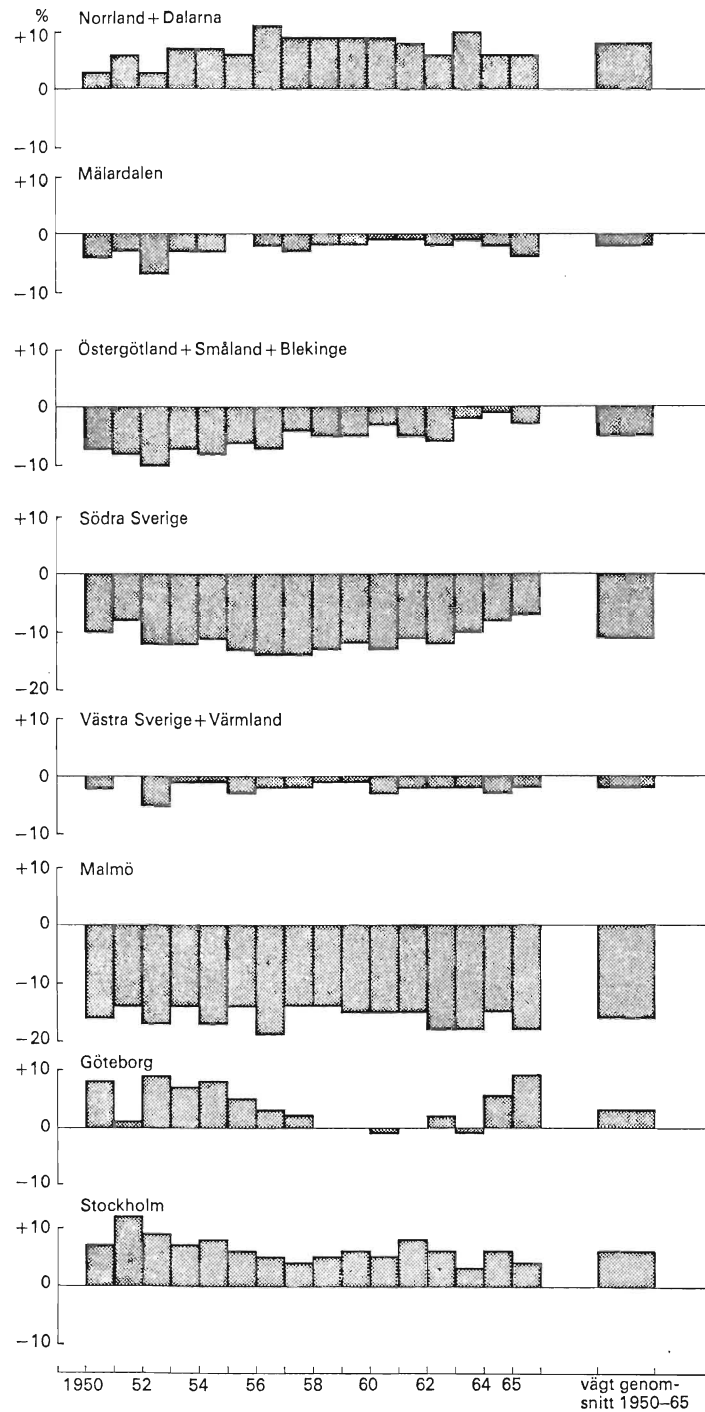 %
Norrland + Dalarna
+10
0
−10
Mälardalen
+10
0
−10
Östergötland + Småland + Blekinge
+10
0
−10
Södra Sverige
+10
0
−10
−20
Västra Sverige + Värmland
+10
0
−10
Malmö
+10
0
−10
−20
Göteborg
+10
0
−10
Stockholm
+10
0
−10
1950 52 54 56 58 60 62 64 65 vägt genom-
snitt 1950–65